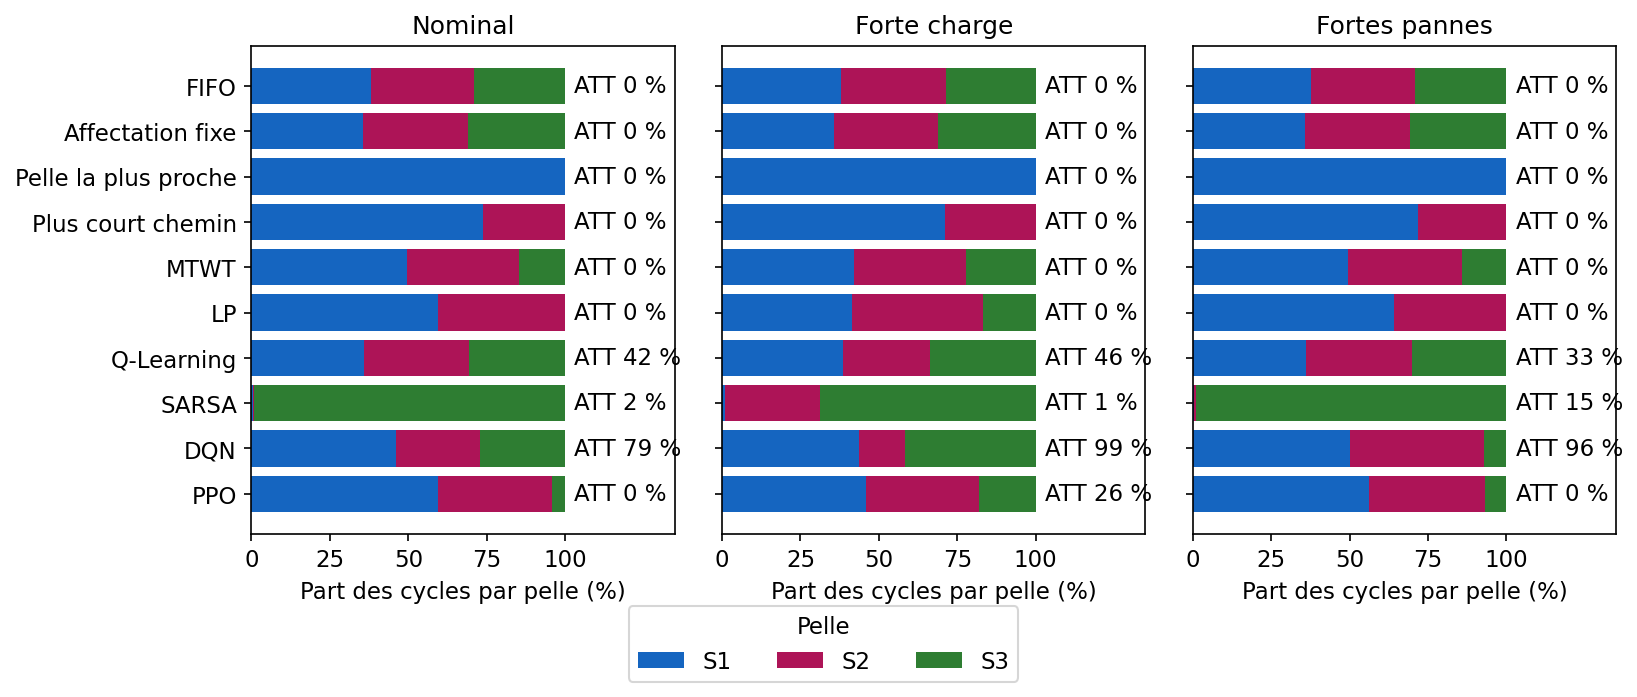 Nominal
Forte charge
Fortes pannes
FIFO
ATT 0 %
ATT 0 %
ATT 0 %
Affectation fixe
ATT 0 %
ATT 0 %
ATT 0 %
Pelle la plus proche
ATT 0 %
ATT 0 %
ATT 0 %
Plus court chemin
ATT 0 %
ATT 0 %
ATT 0 %
MTWT
ATT 0 %
ATT 0 %
ATT 0 %
LP
ATT 0 %
ATT 0 %
ATT 0 %
Q-Learning
ATT 42 %
ATT 46 %
ATT 33 %
SARSA
ATT 2 %
ATT 1 %
ATT 15 %
DQN
ATT 79 %
ATT 99 %
ATT 96 %
PPO
ATT 0 %
ATT 26 %
ATT 0 %
0 25 50 75 100
0 25 50 75 100
0 25 50 75 100
Part des cycles par pelle (%)
Part des cycles par pelle (%)
Part des cycles par pelle (%)
Pelle
S1 S2 S3